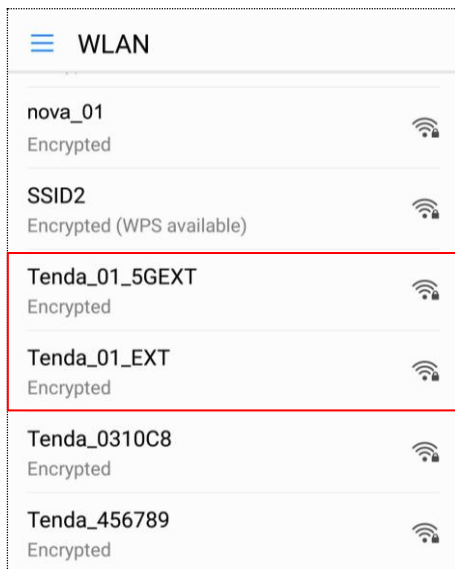 WLAN
nova_01
Encrypted
SSID2
Encrypted (WPS available)
Tenda_01_5GEXT
Encrypted
Tenda_01_EXT
Encrypted
Tenda_0310C8
Encrypted
Tenda_456789
Encrypted